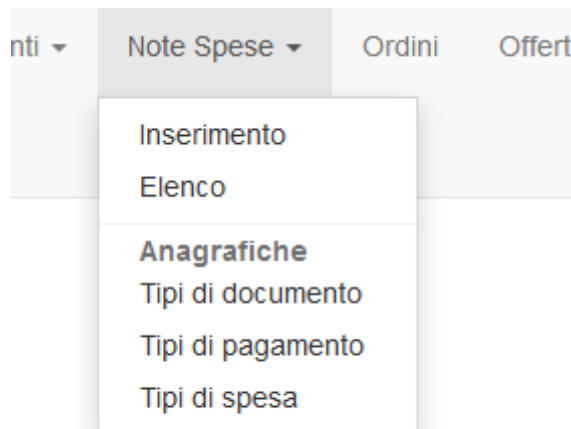 nti Note Spese Ordini Offert
Inserimento
Elenco
Anagrafiche
Tipi di documento
Tipi di pagamento
Tipi di spesa